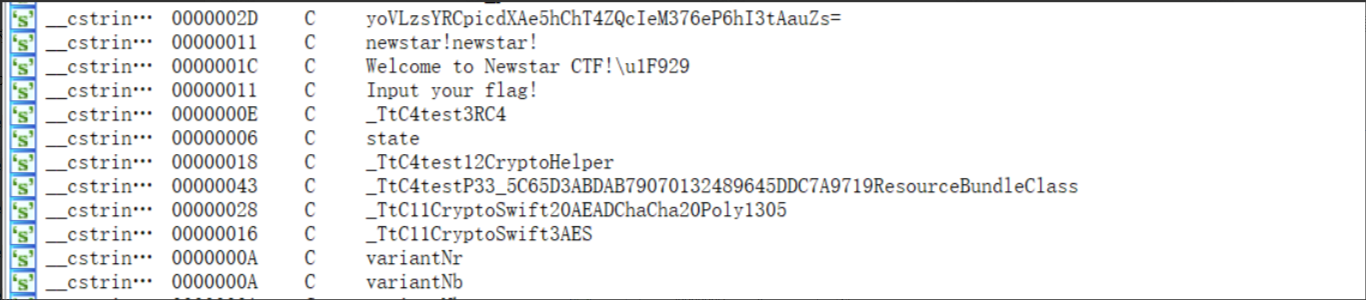 's' __cstrin… 0000002D C yoVLzsYRCpicdXAe5hChT4ZQcIeM376eP6hI3tAauZs=
's' __cstrin… 00000011 C newstar!newstar!
's' __cstrin… 0000001C C Welcome to Newstar CTF!\u1F929
's' __cstrin… 00000011 C Input your flag!
's' __cstrin… 0000000E C _TtC4test3RC4
's' __cstrin… 00000006 C state
's' __cstrin… 00000018 C _TtC4test12CryptoHelper
's' __cstrin… 00000043 C _TtC4testP33_5C65D3ABDAB79070132489645DDC7A9719ResourceBundleClass
's' __cstrin… 00000028 C _TtC11CryptoSwift20AEADChaCha20Poly1305
's' __cstrin… 00000016 C _TtC11CryptoSwift3AES
's' __cstrin… 0000000A C variantNr
's' __cstrin… 0000000A C variantNb